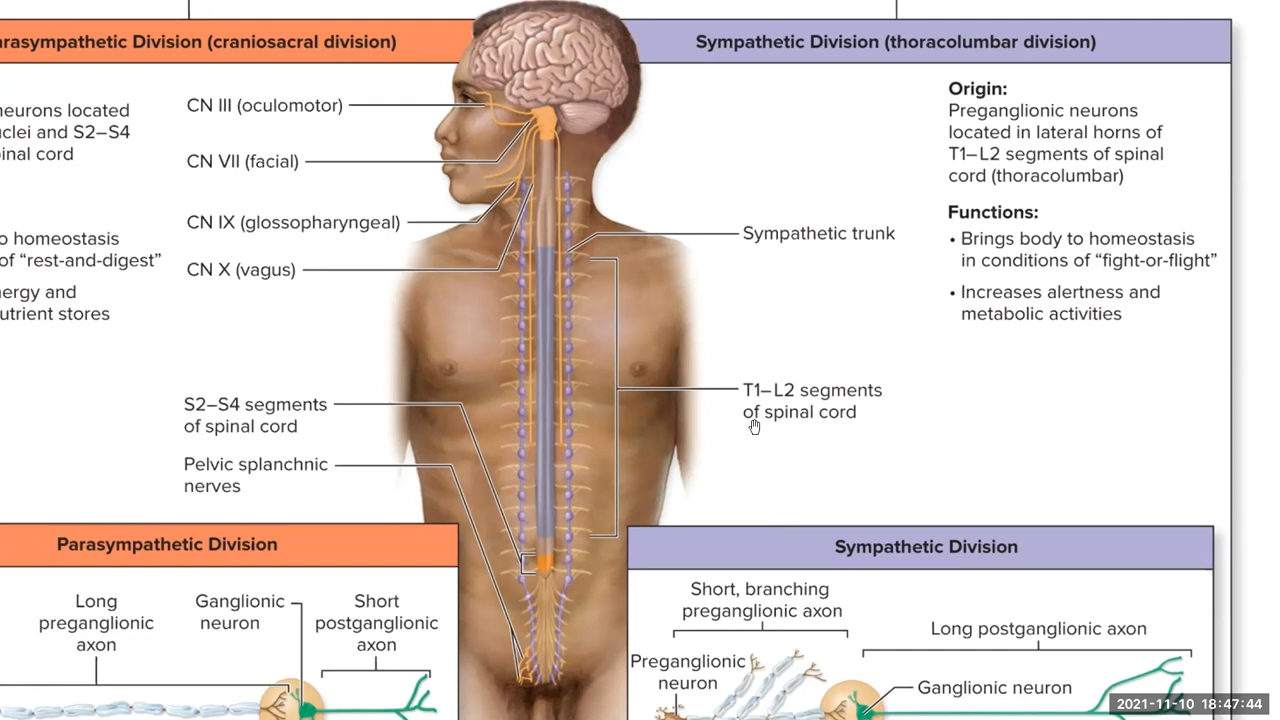 arasympathetic Division (craniosacral division)
neurons located
uclei and S2–S4
inal cord
o homeostasis
of “rest-and-digest”
nergy and
utrient stores
CN III (oculomotor)
CN VII (facial)
CN IX (glossopharyngeal)
CN X (vagus)
S2–S4 segments
of spinal cord
Pelvic splanchnic
nerves
Sympathetic Division (thoracolumbar division)
Sympathetic trunk
T1–L2 segments
of spinal cord
Origin:
Preganglionic neurons
located in lateral horns of
T1–L2 segments of spinal
cord (thoracolumbar)
Functions:
• Brings body to homeostasis
in conditions of “fight-or-flight”
• Increases alertness and
metabolic activities
Parasympathetic Division
Long
preganglionic
axon
Ganglionic
neuron
Short
postganglionic
axon
Sympathetic Division
Short, branching
preganglionic axon
Long postganglionic axon
Preganglionic
neuron
Ganglionic neuron
2021-11-10 18:47:44